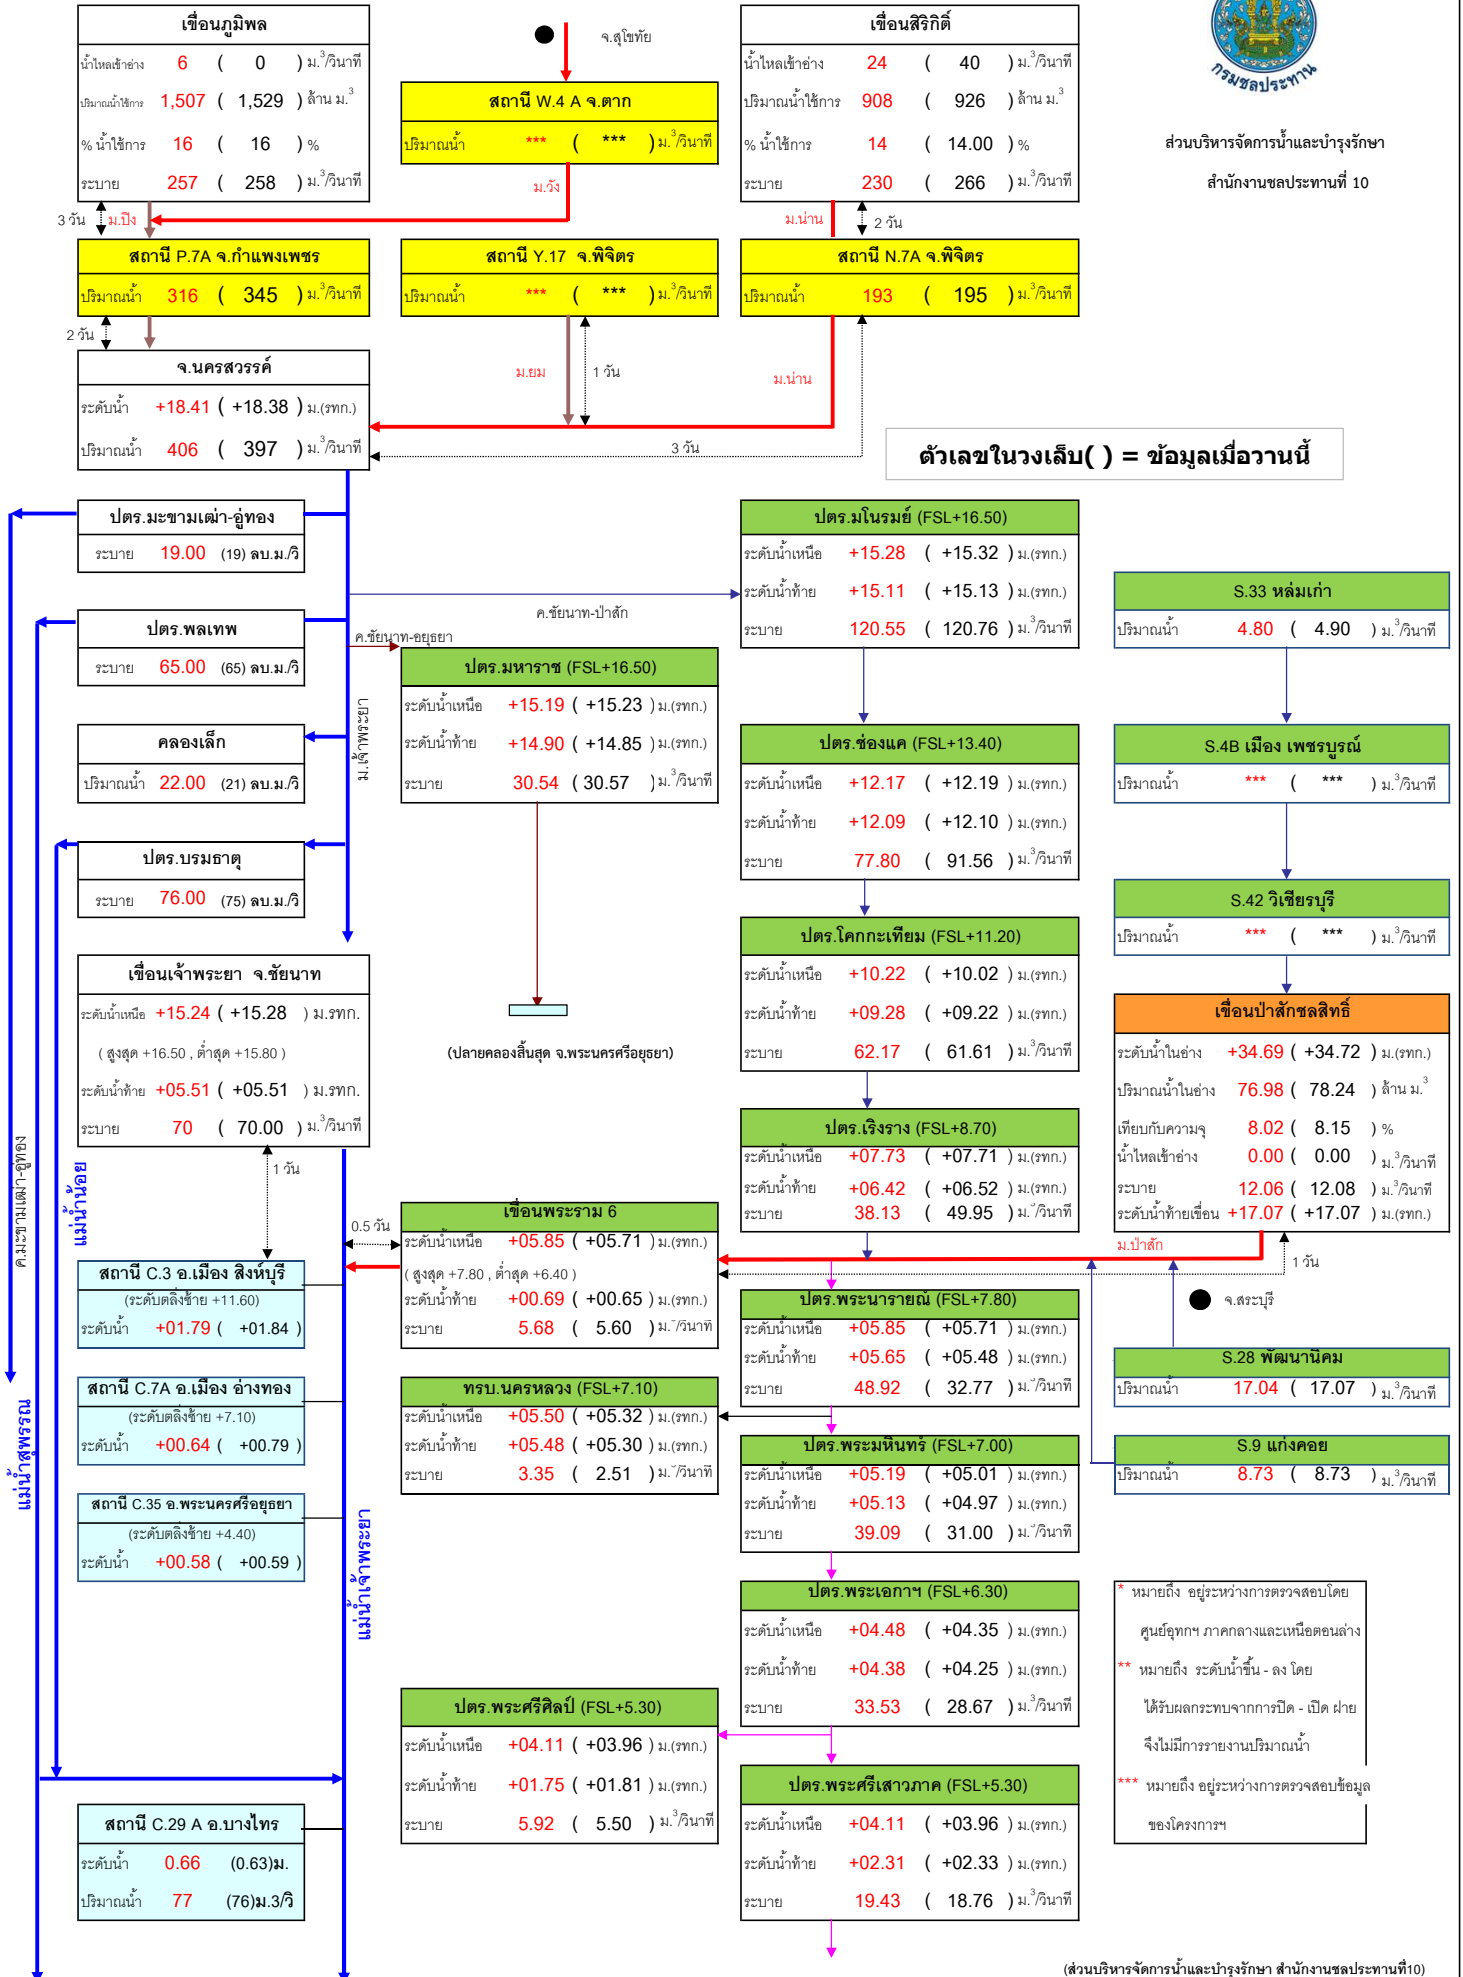 เขื่อนภูมิพล
น้ำไหลเข้าอ่าง 6 ( 0 ) ม.³/วินาที
ปริมาณน้ำใช้การ 1,507 ( 1,529 ) ล้าน ม.³
% น้ำใช้การ 16 ( 16 ) %
ระบาย 257 ( 258 ) ม.³/วินาที
จ.สุโขทัย
สถานี W.4 A จ.ตาก
ปริมาณน้ำ *** ( *** ) ม.³/วินาที
เขื่อนสิริกิติ์
น้ำไหลเข้าอ่าง 24 ( 40 ) ม.³/วินาที
ปริมาณน้ำใช้การ 908 ( 926 ) ล้าน ม.³
% น้ำใช้การ 14 ( 14.00 ) %
ระบาย 230 ( 266 ) ม.³/วินาที
กรมชลประทาน
ส่วนบริหารจัดการน้ำและบำรุงรักษา
สำนักงานชลประทานที่ 10
3 วัน ม.ปิง
ม.วัง
ม.น่าน
2 วัน
สถานี P.7A จ.กำแพงเพชร
ปริมาณน้ำ 316 ( 345 ) ม.³/วินาที
สถานี Y.17 จ.พิจิตร
ปริมาณน้ำ *** ( *** ) ม.³/วินาที
สถานี N.7A จ.พิจิตร
ปริมาณน้ำ 193 ( 195 ) ม.³/วินาที
2 วัน
ม.ยม
1 วัน
ม.น่าน
3 วัน
จ.นครสวรรค์
ระดับน้ำ +18.41 ( +18.38 ) ม.(รทก.)
ปริมาณน้ำ 406 ( 397 ) ม.³/วินาที
ตัวเลขในวงเล็บ( ) = ข้อมูลเมื่อวานนี้
ปตร.มะขามเฒ่า-อู่ทอง
ระบาย 19.00 (19) ลบ.ม./วิ
ปตร.พลเทพ
ระบาย 65.00 (65) ลบ.ม./วิ
คลองเล็ก
ปริมาณน้ำ 22.00 (21) ลบ.ม./วิ
ปตร.บรมธาตุ
ระบาย 76.00 (75) ลบ.ม./วิ
ม.เจ้าพระยา
ค.ชัยนาท-ป่าสัก
ค.ชัยนาท-อยุธยา
ปตร.มหาราช (FSL+16.50)
ระดับน้ำเหนือ +15.19 ( +15.23 ) ม.(รทก.)
ระดับน้ำท้าย +14.90 ( +14.85 ) ม.(รทก.)
ระบาย 30.54 ( 30.57 ) ม.³/วินาที
(ปลายคลองสิ้นสุด จ.พระนครศรีอยุธยา)
ปตร.มโนรมย์ (FSL+16.50)
ระดับน้ำเหนือ +15.28 ( +15.32 ) ม.(รทก.)
ระดับน้ำท้าย +15.11 ( +15.13 ) ม.(รทก.)
ระบาย 120.55 ( 120.76 ) ม.³/วินาที
ปตร.ช่องแค (FSL+13.40)
ระดับน้ำเหนือ +12.17 ( +12.19 ) ม.(รทก.)
ระดับน้ำท้าย +12.09 ( +12.10 ) ม.(รทก.)
ระบาย 77.80 ( 91.56 ) ม.³/วินาที
ปตร.โคกกะเทียม (FSL+11.20)
ระดับน้ำเหนือ +10.22 ( +10.02 ) ม.(รทก.)
ระดับน้ำท้าย +09.28 ( +09.22 ) ม.(รทก.)
ระบาย 62.17 ( 61.61 ) ม.³/วินาที
ปตร.เริงราง (FSL+8.70)
ระดับน้ำเหนือ +07.73 ( +07.71 ) ม.(รทก.)
ระดับน้ำท้าย +06.42 ( +06.52 ) ม.(รทก.)
ระบาย 38.13 ( 49.95 ) ม.³/วินาที
S.33 หล่มเก่า
ปริมาณน้ำ 4.80 ( 4.90 ) ม.³/วินาที
S.4B เมือง เพชรบูรณ์
ปริมาณน้ำ *** ( *** ) ม.³/วินาที
S.42 วิเชียรบุรี
ปริมาณน้ำ *** ( *** ) ม.³/วินาที
เขื่อนป่าสักชลสิทธิ์
ระดับน้ำในอ่าง +34.69 ( +34.72 ) ม.(รทก.)
ปริมาณน้ำในอ่าง 76.98 ( 78.24 ) ล้าน ม.³
เทียบกับความจุ 8.02 ( 8.15 ) %
น้ำไหลเข้าอ่าง 0.00 ( 0.00 ) ม.³/วินาที
ระบาย 12.06 ( 12.08 ) ม.³/วินาที
ระดับน้ำท้ายเขื่อน +17.07 ( +17.07 ) ม.(รทก.)
ม.ป่าสัก
1 วัน
จ.สระบุรี
เขื่อนเจ้าพระยา จ.ชัยนาท
ระดับน้ำเหนือ +15.24 ( +15.28 ) ม.รทก.
( สูงสุด +16.50 , ต่ำสุด +15.80 )
ระดับน้ำท้าย +05.51 ( +05.51 ) ม.รทก.
ระบาย 70 ( 70.00 ) ม.³/วินาที
1 วัน
ค.มะขามเฒ่า-อู่ทอง
แม่น้ำน้อย
แม่น้ำสุพรรณ
แม่น้ำเจ้าพระยา
0.5 วัน
เขื่อนพระราม 6
ระดับน้ำเหนือ +05.85 ( +05.71 ) ม.(รทก.)
( สูงสุด +7.80 , ต่ำสุด +6.40 )
ระดับน้ำท้าย +00.69 ( +00.65 ) ม.(รทก.)
ระบาย 5.68 ( 5.60 ) ม.³/วินาที
สถานี C.3 อ.เมือง สิงห์บุรี
(ระดับตลิ่งซ้าย +11.60)
ระดับน้ำ +01.79 ( +01.84 )
สถานี C.7A อ.เมือง อ่างทอง
(ระดับตลิ่งซ้าย +7.10)
ระดับน้ำ +00.64 ( +00.79 )
สถานี C.35 อ.พระนครศรีอยุธยา
(ระดับตลิ่งซ้าย +4.40)
ระดับน้ำ +00.58 ( +00.59 )
ทรบ.นครหลวง (FSL+7.10)
ระดับน้ำเหนือ +05.50 ( +05.32 ) ม.(รทก.)
ระดับน้ำท้าย +05.48 ( +05.30 ) ม.(รทก.)
ระบาย 3.35 ( 2.51 ) ม.³/วินาที
ปตร.พระนารายณ์ (FSL+7.80)
ระดับน้ำเหนือ +05.85 ( +05.71 ) ม.(รทก.)
ระดับน้ำท้าย +05.65 ( +05.48 ) ม.(รทก.)
ระบาย 48.92 ( 32.77 ) ม.³/วินาที
ปตร.พระมหินทร์ (FSL+7.00)
ระดับน้ำเหนือ +05.19 ( +05.01 ) ม.(รทก.)
ระดับน้ำท้าย +05.13 ( +04.97 ) ม.(รทก.)
ระบาย 39.09 ( 31.00 ) ม.³/วินาที
S.28 พัฒนานิคม
ปริมาณน้ำ 17.04 ( 17.07 ) ม.³/วินาที
S.9 แก่งคอย
ปริมาณน้ำ 8.73 ( 8.73 ) ม.³/วินาที
ปตร.พระเอกาฯ (FSL+6.30)
ระดับน้ำเหนือ +04.48 ( +04.35 ) ม.(รทก.)
ระดับน้ำท้าย +04.38 ( +04.25 ) ม.(รทก.)
ระบาย 33.53 ( 28.67 ) ม.³/วินาที
ปตร.พระศรีศิลป์ (FSL+5.30)
ระดับน้ำเหนือ +04.11 ( +03.96 ) ม.(รทก.)
ระดับน้ำท้าย +01.75 ( +01.81 ) ม.(รทก.)
ระบาย 5.92 ( 5.50 ) ม.³/วินาที
ปตร.พระศรีเสาวภาค (FSL+5.30)
ระดับน้ำเหนือ +04.11 ( +03.96 ) ม.(รทก.)
ระดับน้ำท้าย +02.31 ( +02.33 ) ม.(รทก.)
ระบาย 19.43 ( 18.76 ) ม.³/วินาที
* หมายถึง อยู่ระหว่างการตรวจสอบโดย
ศูนย์อุทกฯ ภาคกลางและเหนือตอนล่าง
** หมายถึง ระดับน้ำขึ้น - ลง โดย
ได้รับผลกระทบจากการปิด - เปิด ฝาย
จึงไม่มีการรายงานปริมาณน้ำ
*** หมายถึง อยู่ระหว่างการตรวจสอบข้อมูล
ของโครงการฯ
สถานี C.29 A อ.บางไทร
ระดับน้ำ 0.66 (0.63)ม.
ปริมาณน้ำ 77 (76)ม.3/วิ
(ส่วนบริหารจัดการน้ำและบำรุงรักษา สำนักงานชลประทานที่10)